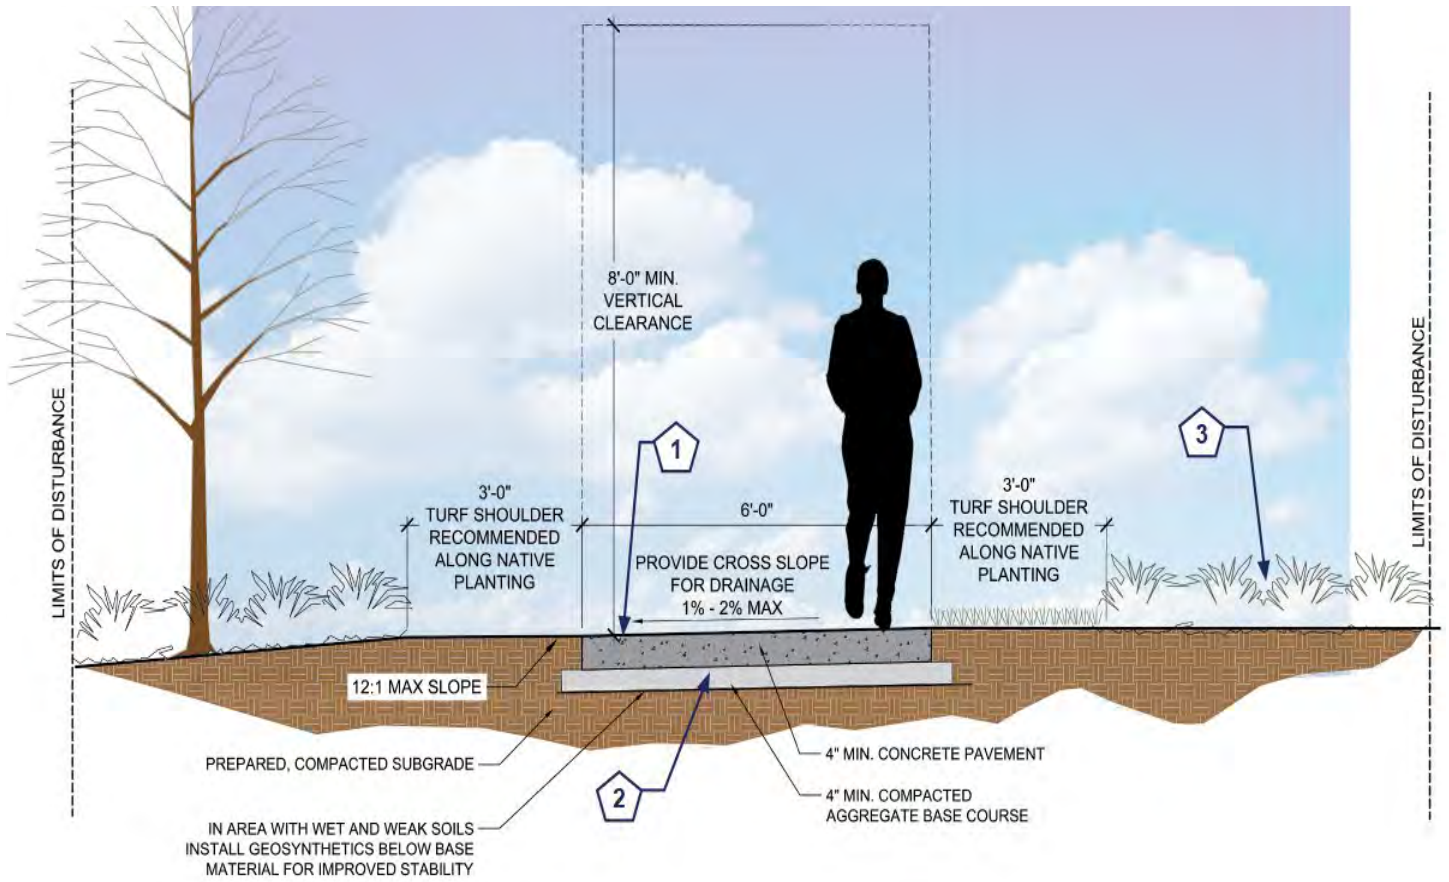 8'-0" MIN.
VERTICAL
CLEARANCE
LIMITS OF DISTURBANCE
LIMITS OF DISTURBANCE
1
3
3'-0"
TURF SHOULDER
RECOMMENDED
ALONG NATIVE
PLANTING
6'-0"
3'-0"
TURF SHOULDER
RECOMMENDED
ALONG NATIVE
PLANTING
PROVIDE CROSS SLOPE
FOR DRAINAGE
1% - 2% MAX
12:1 MAX SLOPE
PREPARED, COMPACTED SUBGRADE
2
4" MIN. CONCRETE PAVEMENT
4" MIN. COMPACTED
AGGREGATE BASE COURSE
IN AREA WITH WET AND WEAK SOILS
INSTALL GEOSYNTHETICS BELOW BASE
MATERIAL FOR IMPROVED STABILITY